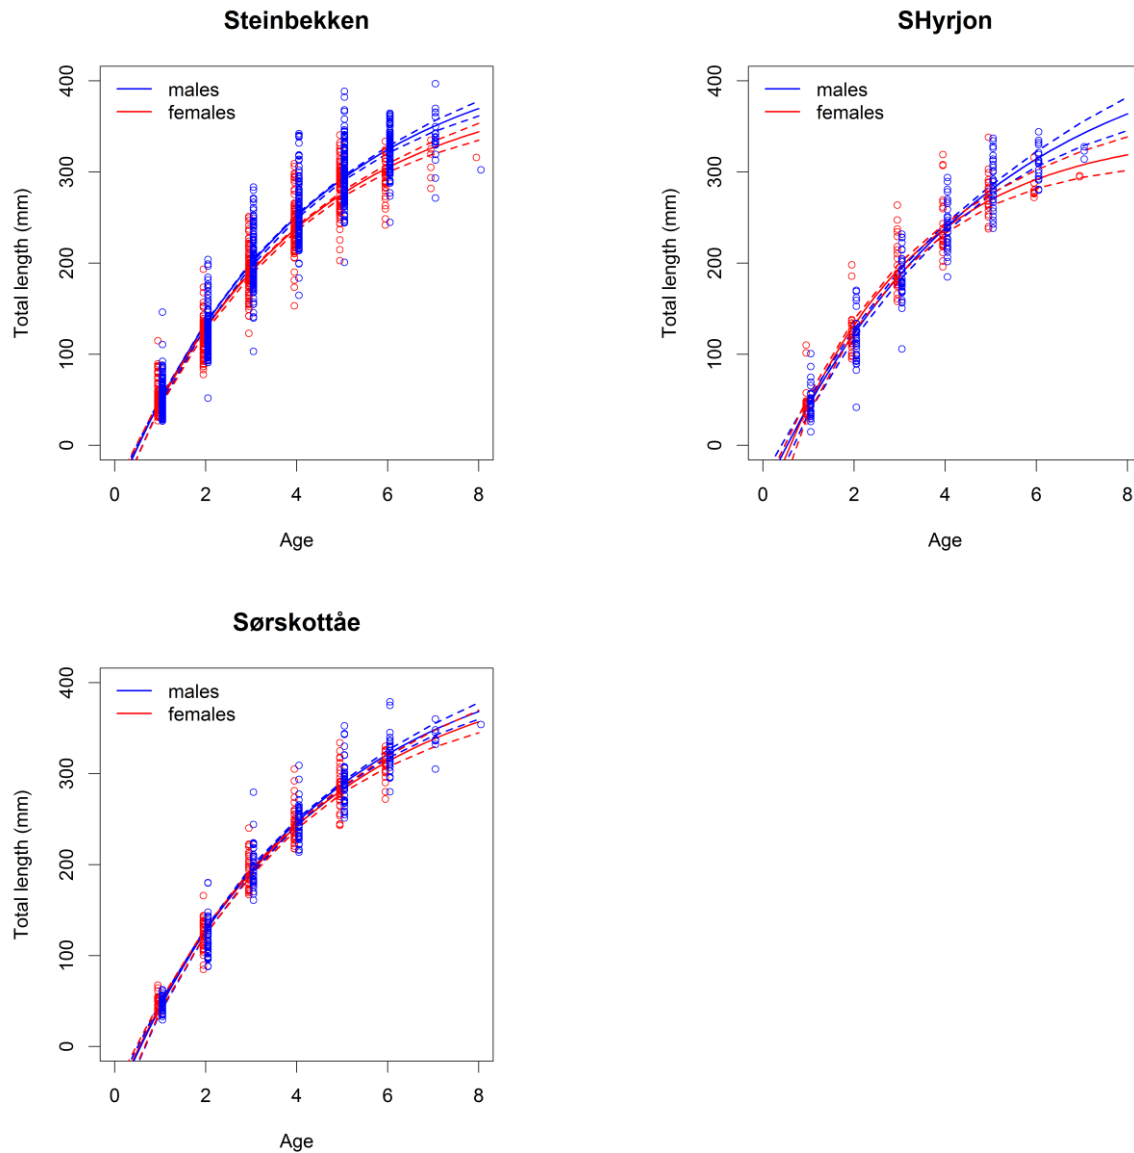 Steinbekken
400
300
200
100
0
Total length (mm)
males
females
0 2 4 6 8
Age
SHyrjon
400
300
200
100
0
Total length (mm)
males
females
0 2 4 6 8
Age
Sørskottåe
400
300
200
100
0
Total length (mm)
males
females
0 2 4 6 8
Age